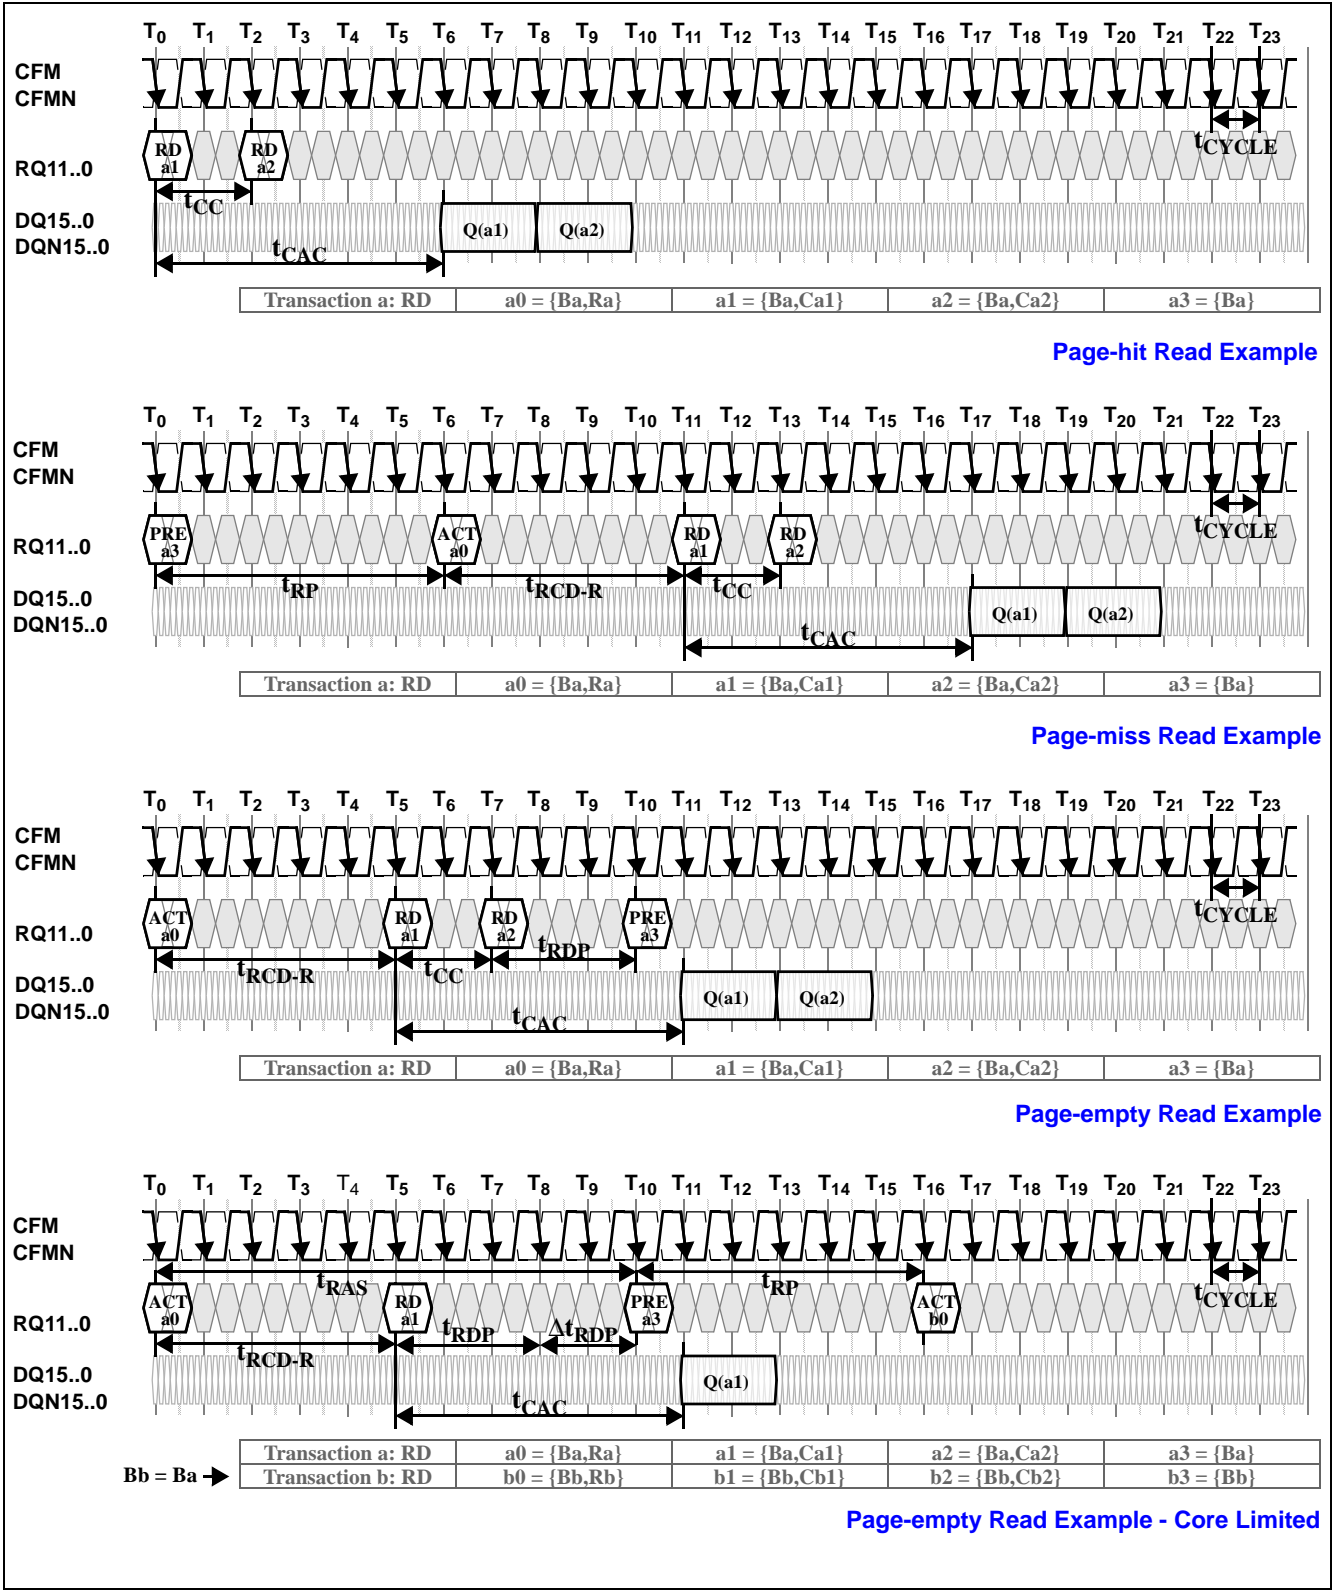 T0 T1 T2 T3 T4 T5 T6 T7 T8 T9 T10 T11 T12 T13 T14 T15 T16 T17 T18 T19 T20 T21 T22 T23
CFM
CFMN
RD a1 RD a2
tCYCLE
RQ11..0
tCC
DQ15..0
DQN15..0
Q(a1) Q(a2)
tCAC
Transaction a: RD a0 = {Ba,Ra} a1 = {Ba,Ca1} a2 = {Ba,Ca2} a3 = {Ba}
Page-hit Read Example
T0 T1 T2 T3 T4 T5 T6 T7 T8 T9 T10 T11 T12 T13 T14 T15 T16 T17 T18 T19 T20 T21 T22 T23
CFM
CFMN
PRE a3 ACT a0 RD a1 RD a2
tCYCLE
RQ11..0
tRP tRCD-R tCC
DQ15..0
DQN15..0
Q(a1) Q(a2)
tCAC
Transaction a: RD a0 = {Ba,Ra} a1 = {Ba,Ca1} a2 = {Ba,Ca2} a3 = {Ba}
Page-miss Read Example
T0 T1 T2 T3 T4 T5 T6 T7 T8 T9 T10 T11 T12 T13 T14 T15 T16 T17 T18 T19 T20 T21 T22 T23
CFM
CFMN
ACT a0 RD a1 RD a2 PRE a3
tCYCLE
RQ11..0
tRDP
tRCD-R tCC
DQ15..0
DQN15..0
Q(a1) Q(a2)
tCAC
Transaction a: RD a0 = {Ba,Ra} a1 = {Ba,Ca1} a2 = {Ba,Ca2} a3 = {Ba}
Page-empty Read Example
T0 T1 T2 T3 T4 T5 T6 T7 T8 T9 T10 T11 T12 T13 T14 T15 T16 T17 T18 T19 T20 T21 T22 T23
CFM
CFMN
tRAS tRP
tCYCLE
ACT a0 RD a1 PRE a3 ACT b0
RQ11..0
tRDP ΔtRDP
tRCD-R
DQ15..0
DQN15..0
Q(a1)
tCAC
Transaction a: RD a0 = {Ba,Ra} a1 = {Ba,Ca1} a2 = {Ba,Ca2} a3 = {Ba}
Bb = Ba Transaction b: RD b0 = {Bb,Rb} b1 = {Bb,Cb1} b2 = {Bb,Cb2} b3 = {Bb}
Page-empty Read Example - Core Limited